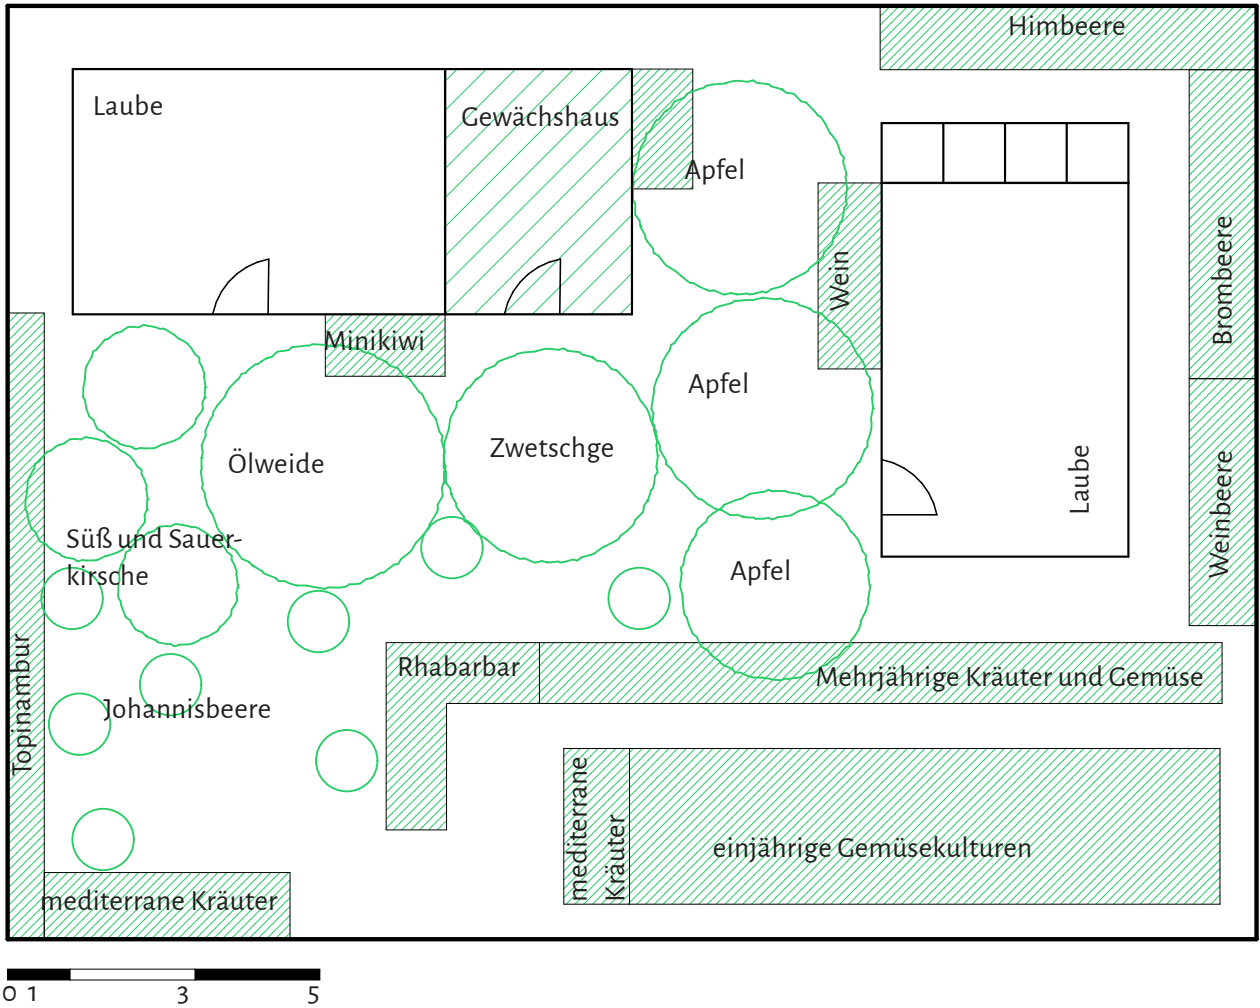 Himbeere
Laube
Gewächshaus
Apfel
Brombeere
Wein
Minikiwi
Apfel
Zwetschge
Ölweide
Laube
Weinbeere
Süß und Sauer-
kirsche
Apfel
Topinambur
Rhabarbar
Mehrjährige Kräuter und Gemüse
Johannisbeere
mediterrane
Kräuter
einjährige Gemüsekulturen
mediterrane Kräuter
0 1 3 5